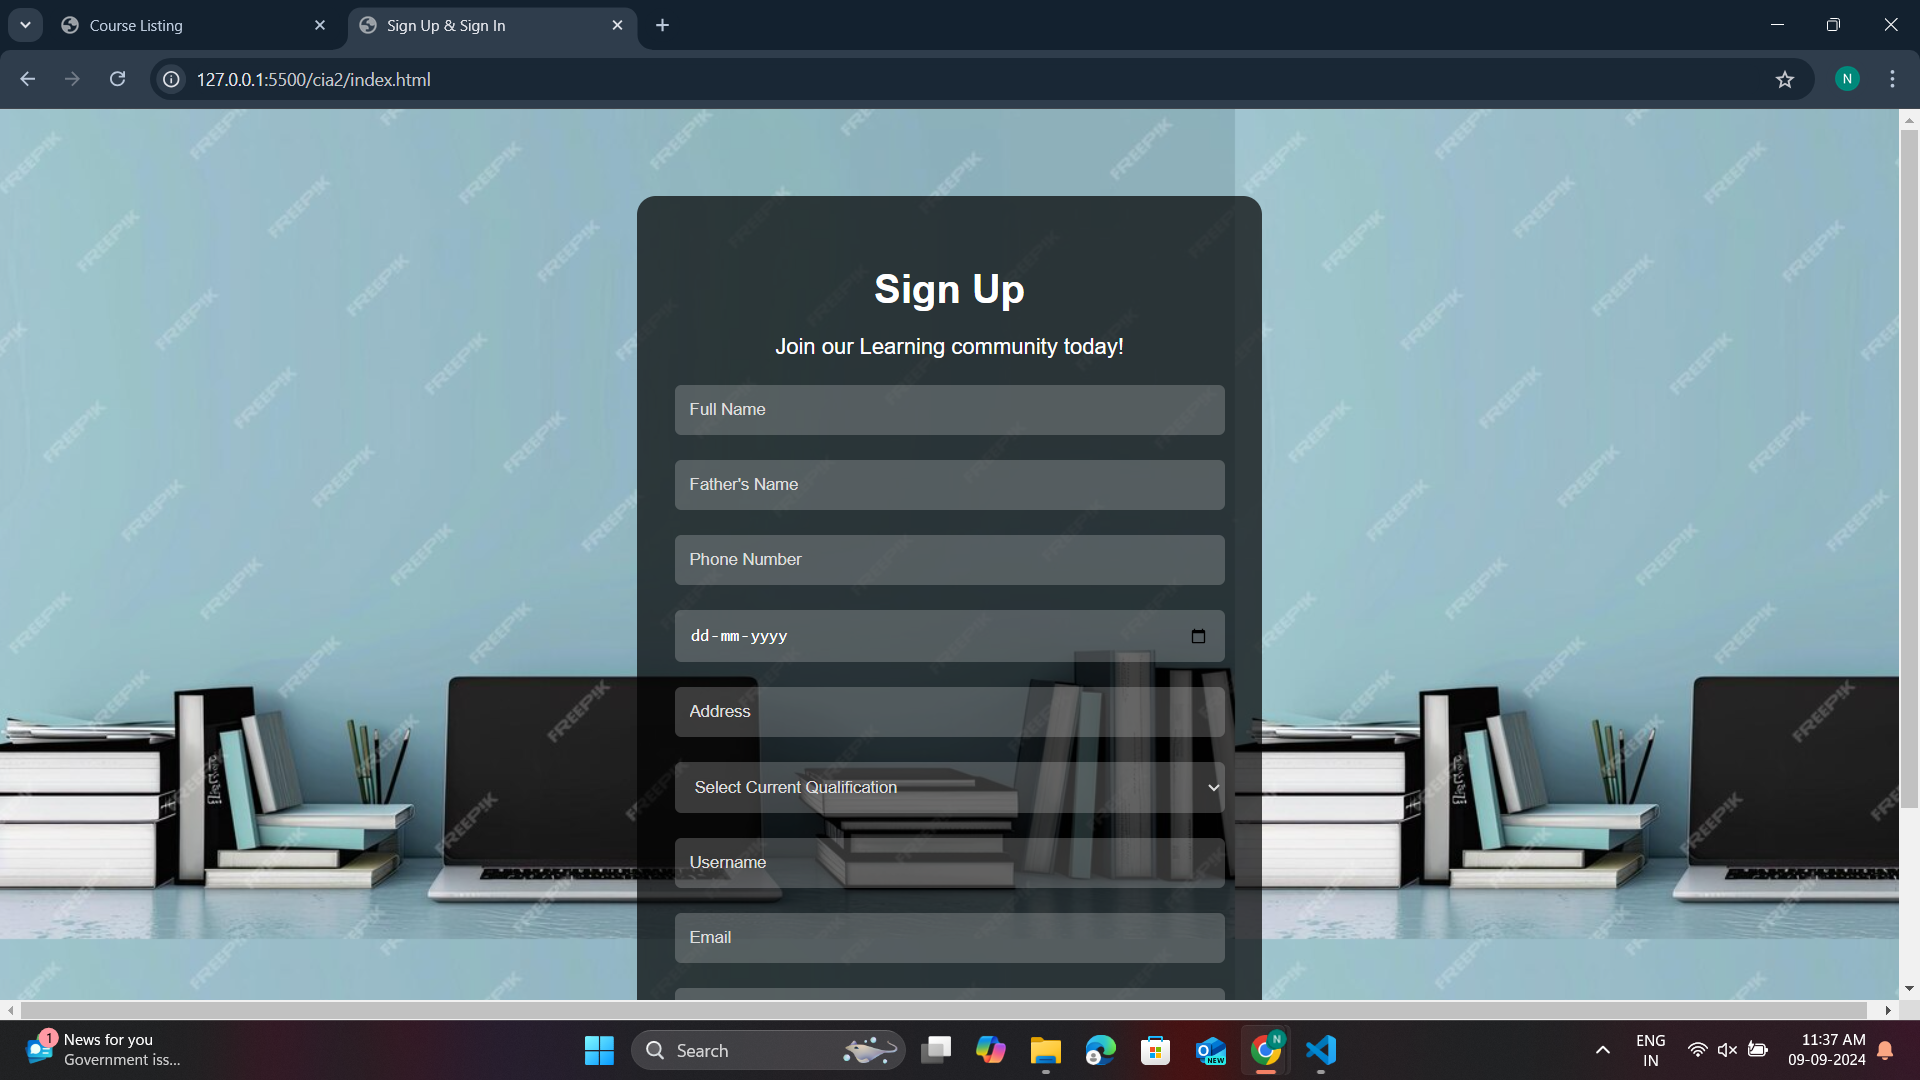 Course Listing
Sign Up & Sign In
127.0.0.1:5500/cia2/index.html
N
FREEPIK
Sign Up
Join our Learning community today!
Full Name
Father's Name
Phone Number
dd-mm-yyyy
Address
Select Current Qualification
Username
Email
1
News for you
Government iss...
Search
NEW
N
ENG
IN
11:37 AM
09-09-2024